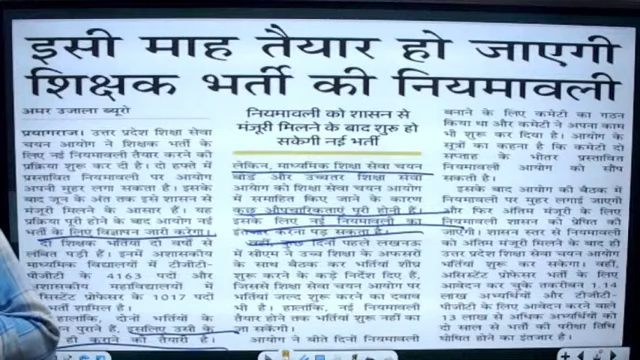 इसी माह तैयार हो जाएगी
शिक्षक भर्ती की नियमावली
अमर उजाला ब्यूरो
प्रयागराज। उत्तर प्रदेश शिक्षा सेवा
चयन आयोग ने शिक्षक भर्ती के
लिए नई नियमावली तैयार करने की
प्रक्रिया शुरू कर दी है। दो हफ्ते में
प्रस्तावित नियमावली पर आयोग
अपनी मुहर लगा सकता है। इसके
बाद जून के अंत तक इसे शासन से
मंजूरी मिलने के आसार हैं। यह
प्रक्रिया पूरी होने के बाद आयोग नई
भर्ती के लिए विज्ञापन जारी करेगा।
दो शिक्षक भर्तियां दो वर्षों से
लंबित पड़ी हैं। इनमें अशासकीय
माध्यमिक विद्यालयों में टीजीटी-
पीजीटी के 4163 पदों और
अशासकीय महाविद्यालयों में
असिस्टेंट प्रोफेसर के 1017 पदों
भर्ती शामिल है।
हालांकि, दोनों भर्तियों के
पुराने हैं, इसलिए उसी के
ही कराने की तैयारी है।
नियमावली को शासन से
मंजूरी मिलने के बाद शुरू हो
सकेगी नई भर्ती
लेकिन, माध्यमिक शिक्षा सेवा चयन
बोर्ड और उच्चतर शिक्षा सेवा
आयोग को शिक्षा सेवा चयन आयोग
में समाहित किए जाने के कारण
कुछ औपचारिकताएं पूरी होनी हैं।
इसके लिए नई नियमावली का
इंतजार करना पड़ सकता है।
वहीं, कुछ दिनों पहले लखनऊ
में सीएम ने उच्च शिक्षा के अफसरों
के साथ बैठक कर भर्तियां शीघ्र
शुरू करने के कड़े निर्देश दिए हैं,
जिससे शिक्षा सेवा चयन आयोग पर
भर्तियां जल्द शुरू करने का दबाव
भी है। हालांकि, नई नियमावली
तैयार होने तक भर्तियां शुरू नहीं का
जा सकेंगी।
आयोग ने बीते दिनों नियमावली
बनाने के लिए कमेटी का गठन
किया था और कमेटी ने अपना काम
भी शुरू कर दिया है। आयोग के
सूत्रों का कहना है कि कमेटी दो
सप्ताह के भीतर प्रस्तावित
नियमावली आयोग को सौंप
सकती है।
इसके बाद आयोग की बैठक में
नियमावली पर मुहर लगाई जाएगी
और फिर अंतिम मंजूरी के लिए
नियमावली शासन को प्रेषित की
जाएगी। शासन स्तर से नियमावली
को अंतिम मंजूरी मिलने के बाद ही
उत्तर प्रदेश शिक्षा सेवा चयन आयोग
भर्तियां शुरू कर सकेगा। वहीं,
असिस्टेंट प्रोफेसर भर्ती के लिए
आवेदन कर चुके तकरीबन 1.14
लाख अभ्यर्थियों और टीजीटी-
पीजीटी के लिए आवेदन करने वाले
13 लाख से अधिक अभ्यर्थियों को
दो साल से भर्ती की परीक्षा तिथि
घोषित होने का इंतजार है।